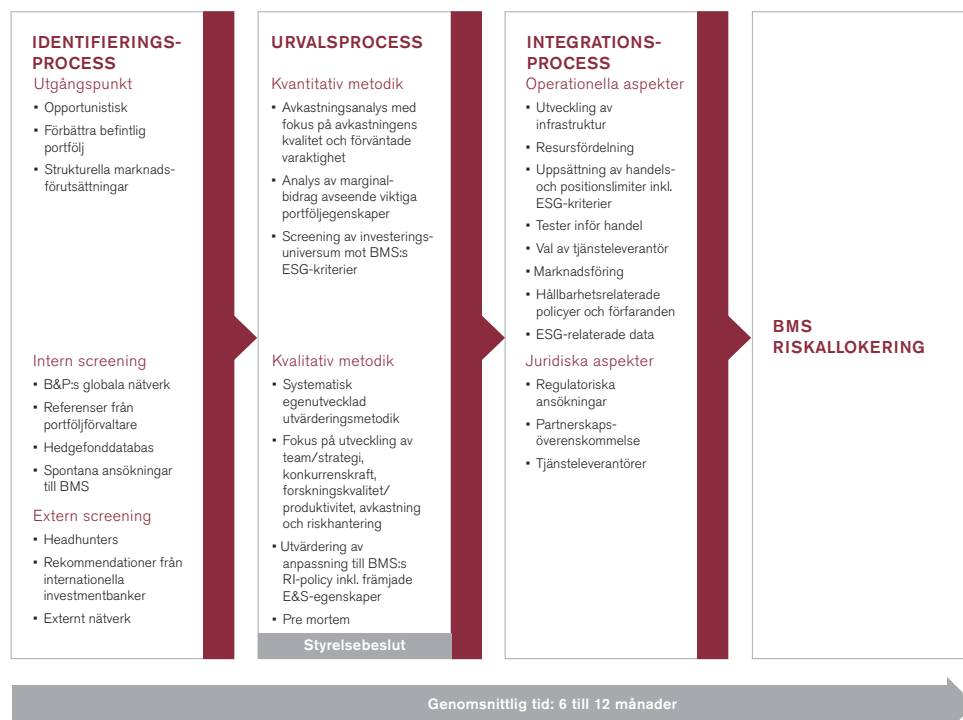 IDENTIFIERINGS-
PROCESS
Utgångspunkt
▪ Opportunistisk
▪ Förbättra befintlig
portfölj
▪ Strukturella marknads-
förutsättningar
Intern screening
▪ B&P:s globala nätverk
▪ Referenser från
portföljförvaltare
▪ Hedgefonddatabas
▪ Spontana ansökningar
till BMS
Extern screening
▪ Headhunters
▪ Rekommendationer från
internationella
investmentbanker
▪ Externt nätverk
URVALSPROCESS
Kvantitativ metodik
▪ Avkastningsanalys med
fokus på avkastningens
kvalitet och förväntade
varaktighet
▪ Analys av marginal-
bidrag avseende viktiga
portföljegenskaper
▪ Screening av investerings-
universum mot BMS:s
ESG-kriterier
Kvalitativ metodik
▪ Systematisk
egenutvecklad
utvärderingsmetodik
▪ Fokus på utveckling av
team/strategi,
konkurrenskraft,
forskningskvalitet/
produktivitet, avkastning
och riskhantering
▪ Utvärdering av
anpassning till BMS:s
RI-policy inkl. främjade
E&S-egenskaper
▪ Pre mortem
Styrelsebeslut
INTEGRATIONS-
PROCESS
Operationella aspekter
▪ Utveckling av
infrastruktur
▪ Resursfördelning
▪ Uppsättning av handels-
och positionslimiter inkl.
ESG-kriterier
▪ Tester inför handel
▪ Val av tjänsteleverantör
▪ Marknadsföring
▪ Hållbarhetsrelaterade
policyer och förfaranden
▪ ESG-relaterade data
Juridiska aspekter
▪ Regulatoriska
ansökningar
▪ Partnerskaps-
överenskommelse
▪ Tjänsteleverantörer
BMS
RISKALLOKERING
Genomsnittlig tid: 6 till 12 månader